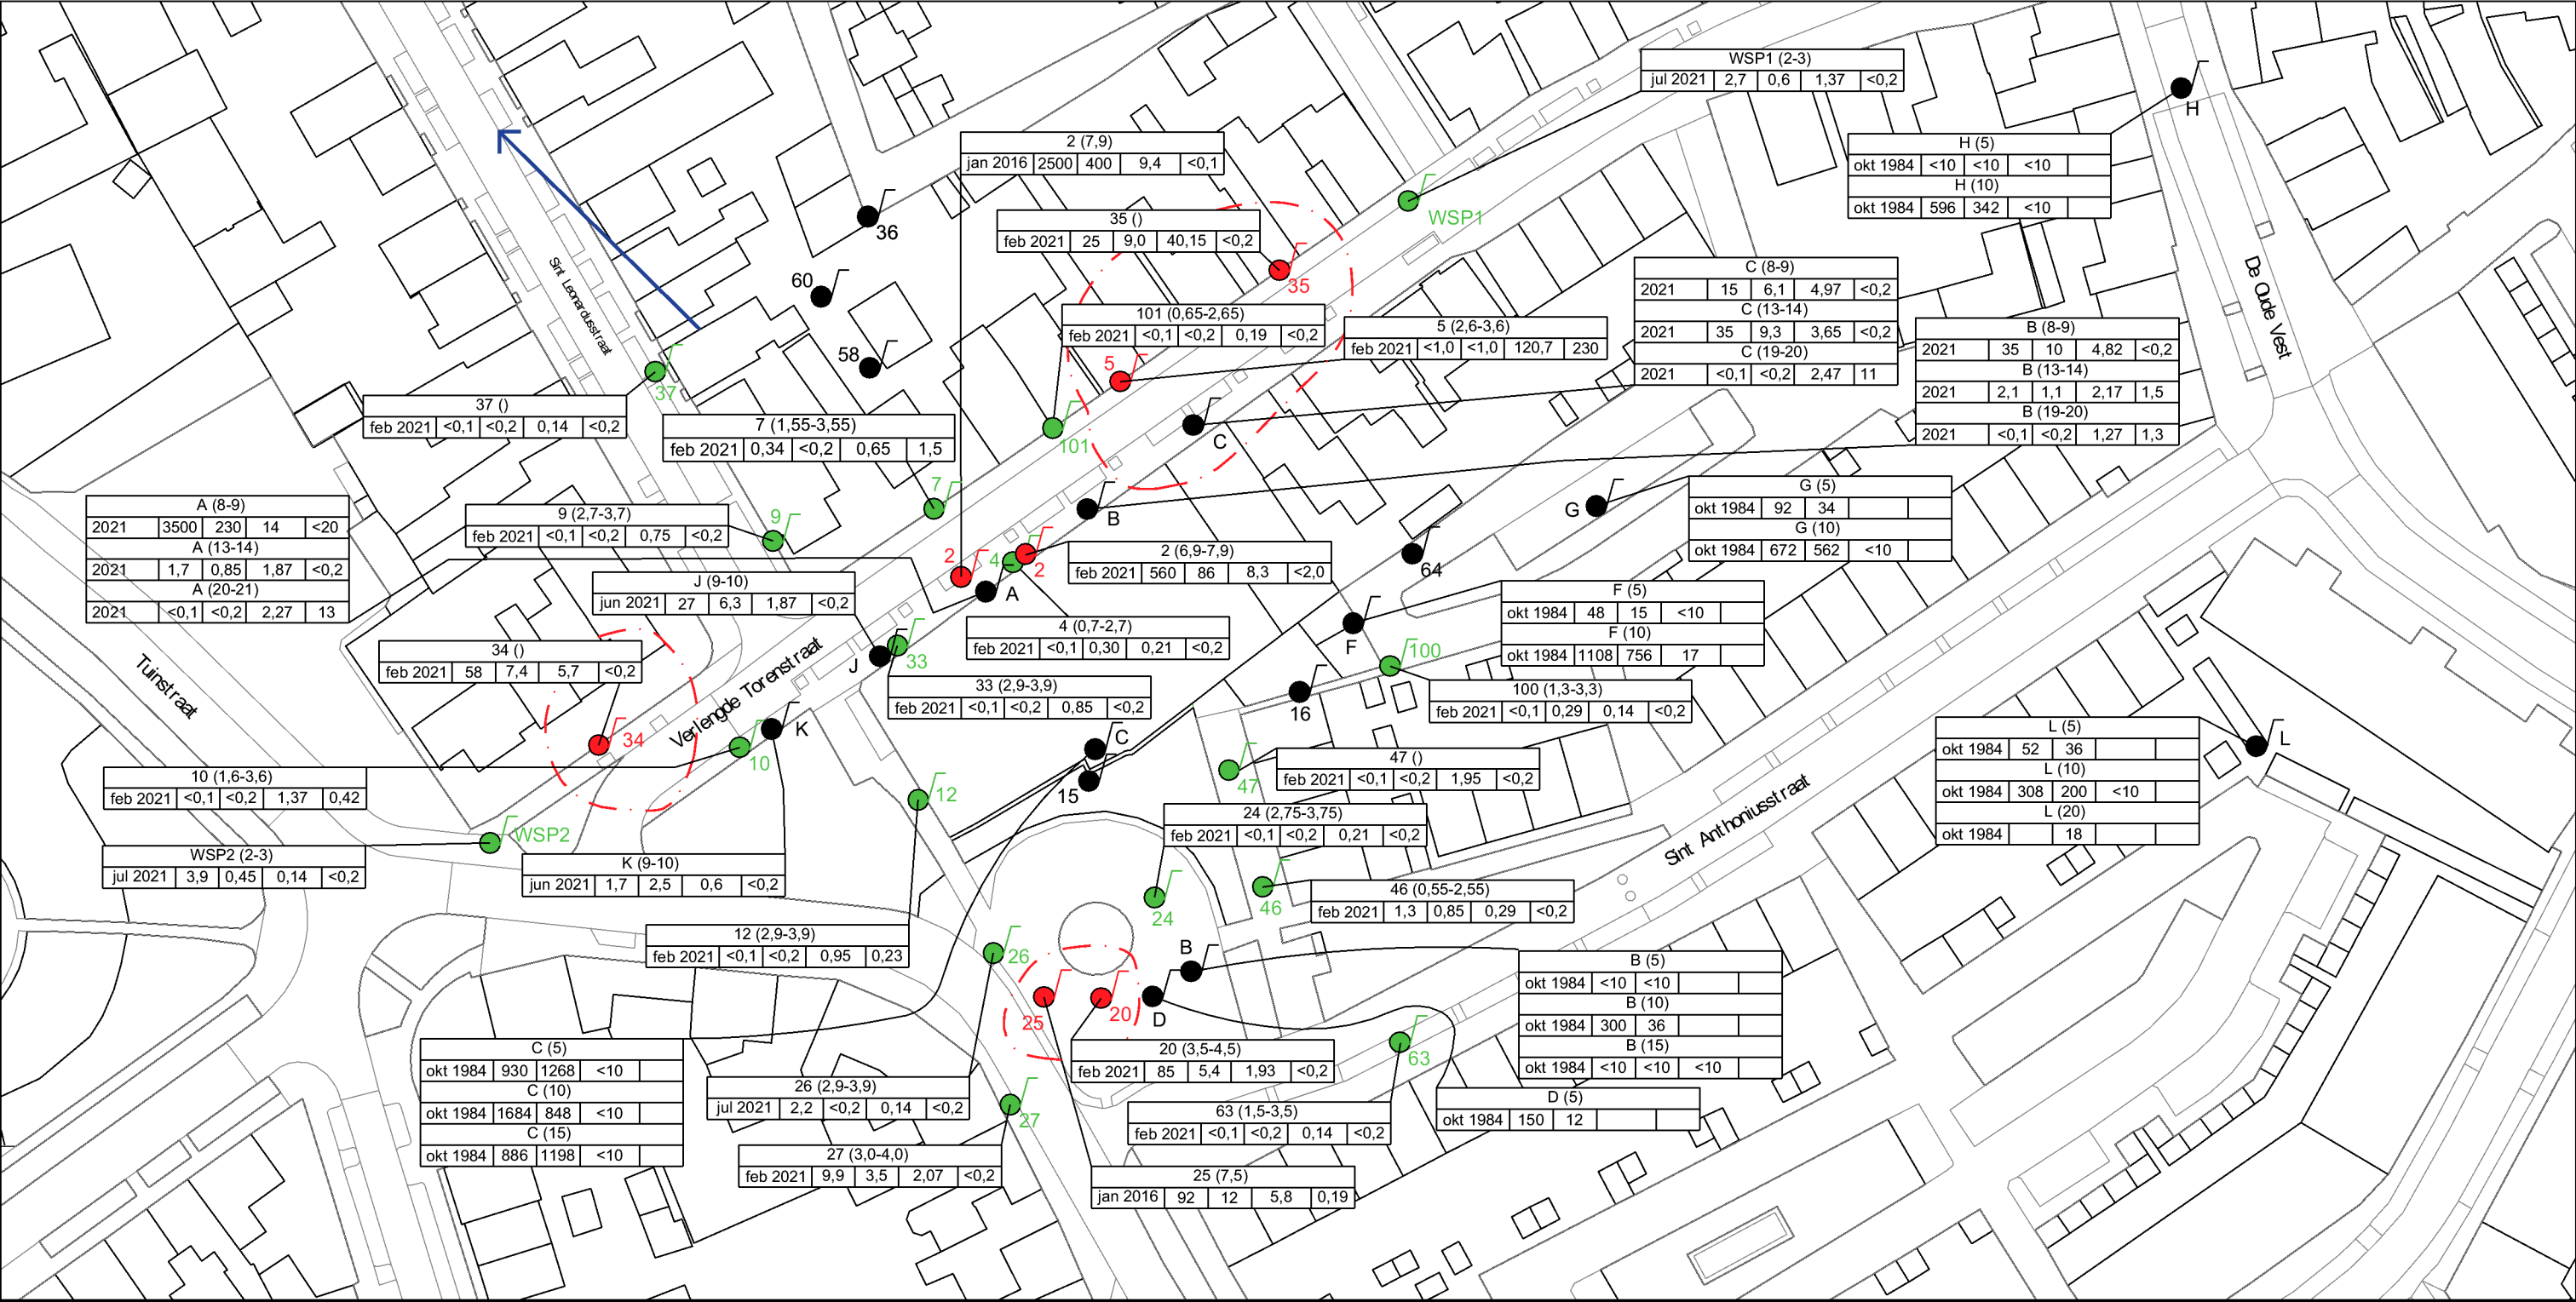 WSP1 (2-3)
jul 2021 2,7 0,6 1,37 <0,2
H
2 (7,9)
jan 2016 2500 400 9,4 <0,1
H (5)
okt 1984 <10 <10 <10
H (10)
okt 1984 596 342 <10
WSP1
36
35 ()
feb 2021 25 9,0 40,15 <0,2
35
60
58
Sint Leonardusstraat
De Oude Vest
C (8-9)
2021 15 6,1 4,97 <0,2
C (13-14)
2021 35 9,3 3,65 <0,2
C (19-20)
2021 <0,1 <0,2 2,47 11
101 (0,65-2,65)
feb 2021 <0,1 <0,2 0,19 <0,2
5 (2,6-3,6)
feb 2021 <1,0 <1,0 120,7 230
B (8-9)
2021 35 10 4,82 <0,2
B (13-14)
2021 2,1 1,1 2,17 1,5
B (19-20)
2021 <0,1 <0,2 1,27 1,3
5
37
37 ()
feb 2021 <0,1 <0,2 0,14 <0,2
7 (1,55-3,55)
feb 2021 0,34 <0,2 0,65 1,5
101
C
7
B
G
G (5)
okt 1984 92 34
G (10)
okt 1984 672 562 <10
A (8-9)
2021 3500 230 14 <20
A (13-14)
2021 1,7 0,85 1,87 <0,2
A (20-21)
2021 <0,1 <0,2 2,27 13
9 (2,7-3,7)
feb 2021 <0,1 <0,2 0,75 <0,2
9
2
4
2
A
2 (6,9-7,9)
feb 2021 560 86 8,3 <2,0
64
J (9-10)
jun 2021 27 6,3 1,87 <0,2
F (5)
okt 1984 48 15 <10
F (10)
okt 1984 1108 756 17
4 (0,7-2,7)
feb 2021 <0,1 0,30 0,21 <0,2
F
100
34 ()
feb 2021 58 7,4 5,7 <0,2
J
33
33 (2,9-3,9)
feb 2021 <0,1 <0,2 0,85 <0,2
100 (1,3-3,3)
feb 2021 <0,1 0,29 0,14 <0,2
Tuinstraat
Verlengde Torenstraat
16
34
K
C
L
L (5)
okt 1984 52 36
L (10)
okt 1984 308 200 <10
L (20)
okt 1984 18
10
47 ()
feb 2021 <0,1 <0,2 1,95 <0,2
47
15
12
10 (1,6-3,6)
feb 2021 <0,1 <0,2 1,37 0,42
24 (2,75-3,75)
feb 2021 <0,1 <0,2 0,21 <0,2
Sint Anthoniusstraat
WSP2
WSP2 (2-3)
jul 2021 3,9 0,45 0,14 <0,2
K (9-10)
jun 2021 1,7 2,5 0,6 <0,2
46 (0,55-2,55)
feb 2021 1,3 0,85 0,29 <0,2
46
24
12 (2,9-3,9)
feb 2021 <0,1 <0,2 0,95 0,23
26
B
B (5)
okt 1984 <10 <10
B (10)
okt 1984 300 36
B (15)
okt 1984 <10 <10 <10
25
20
D
63
C (5)
okt 1984 930 1268 <10
C (10)
okt 1984 1684 848 <10
C (15)
okt 1984 886 1198 <10
20 (3,5-4,5)
feb 2021 85 5,4 1,93 <0,2
26 (2,9-3,9)
jul 2021 2,2 <0,2 0,14 <0,2
27
D (5)
okt 1984 150 12
63 (1,5-3,5)
feb 2021 <0,1 <0,2 0,14 <0,2
27 (3,0-4,0)
feb 2021 9,9 3,5 2,07 <0,2
25 (7,5)
jan 2016 92 12 5,8 0,19